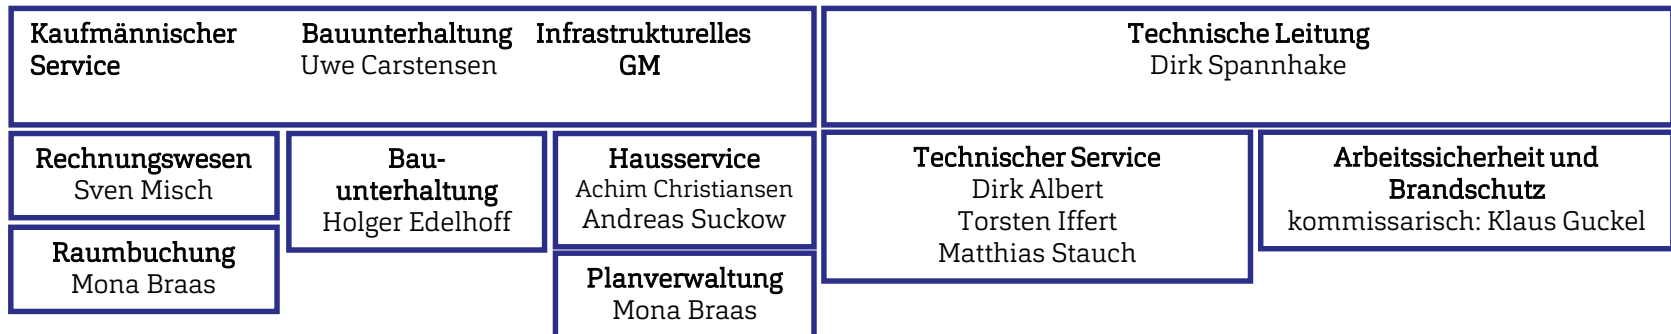 Kaufmännischer
Service
Bauunterhaltung
Uwe Carstensen
Infrastrukturelles
GM
Technische Leitung
Dirk Spannhake
Rechnungswesen
Sven Misch
Raumbuchung
Mona Braas
Bau-
unterhaltung
Holger Edelhoff
Hausservice
Achim Christiansen
Andreas Suckow
Planverwaltung
Mona Braas
Technischer Service
Dirk Albert
Torsten Iffert
Matthias Stauch
Arbeitssicherheit und
Brandschutz
kommissarisch: Klaus Guckel